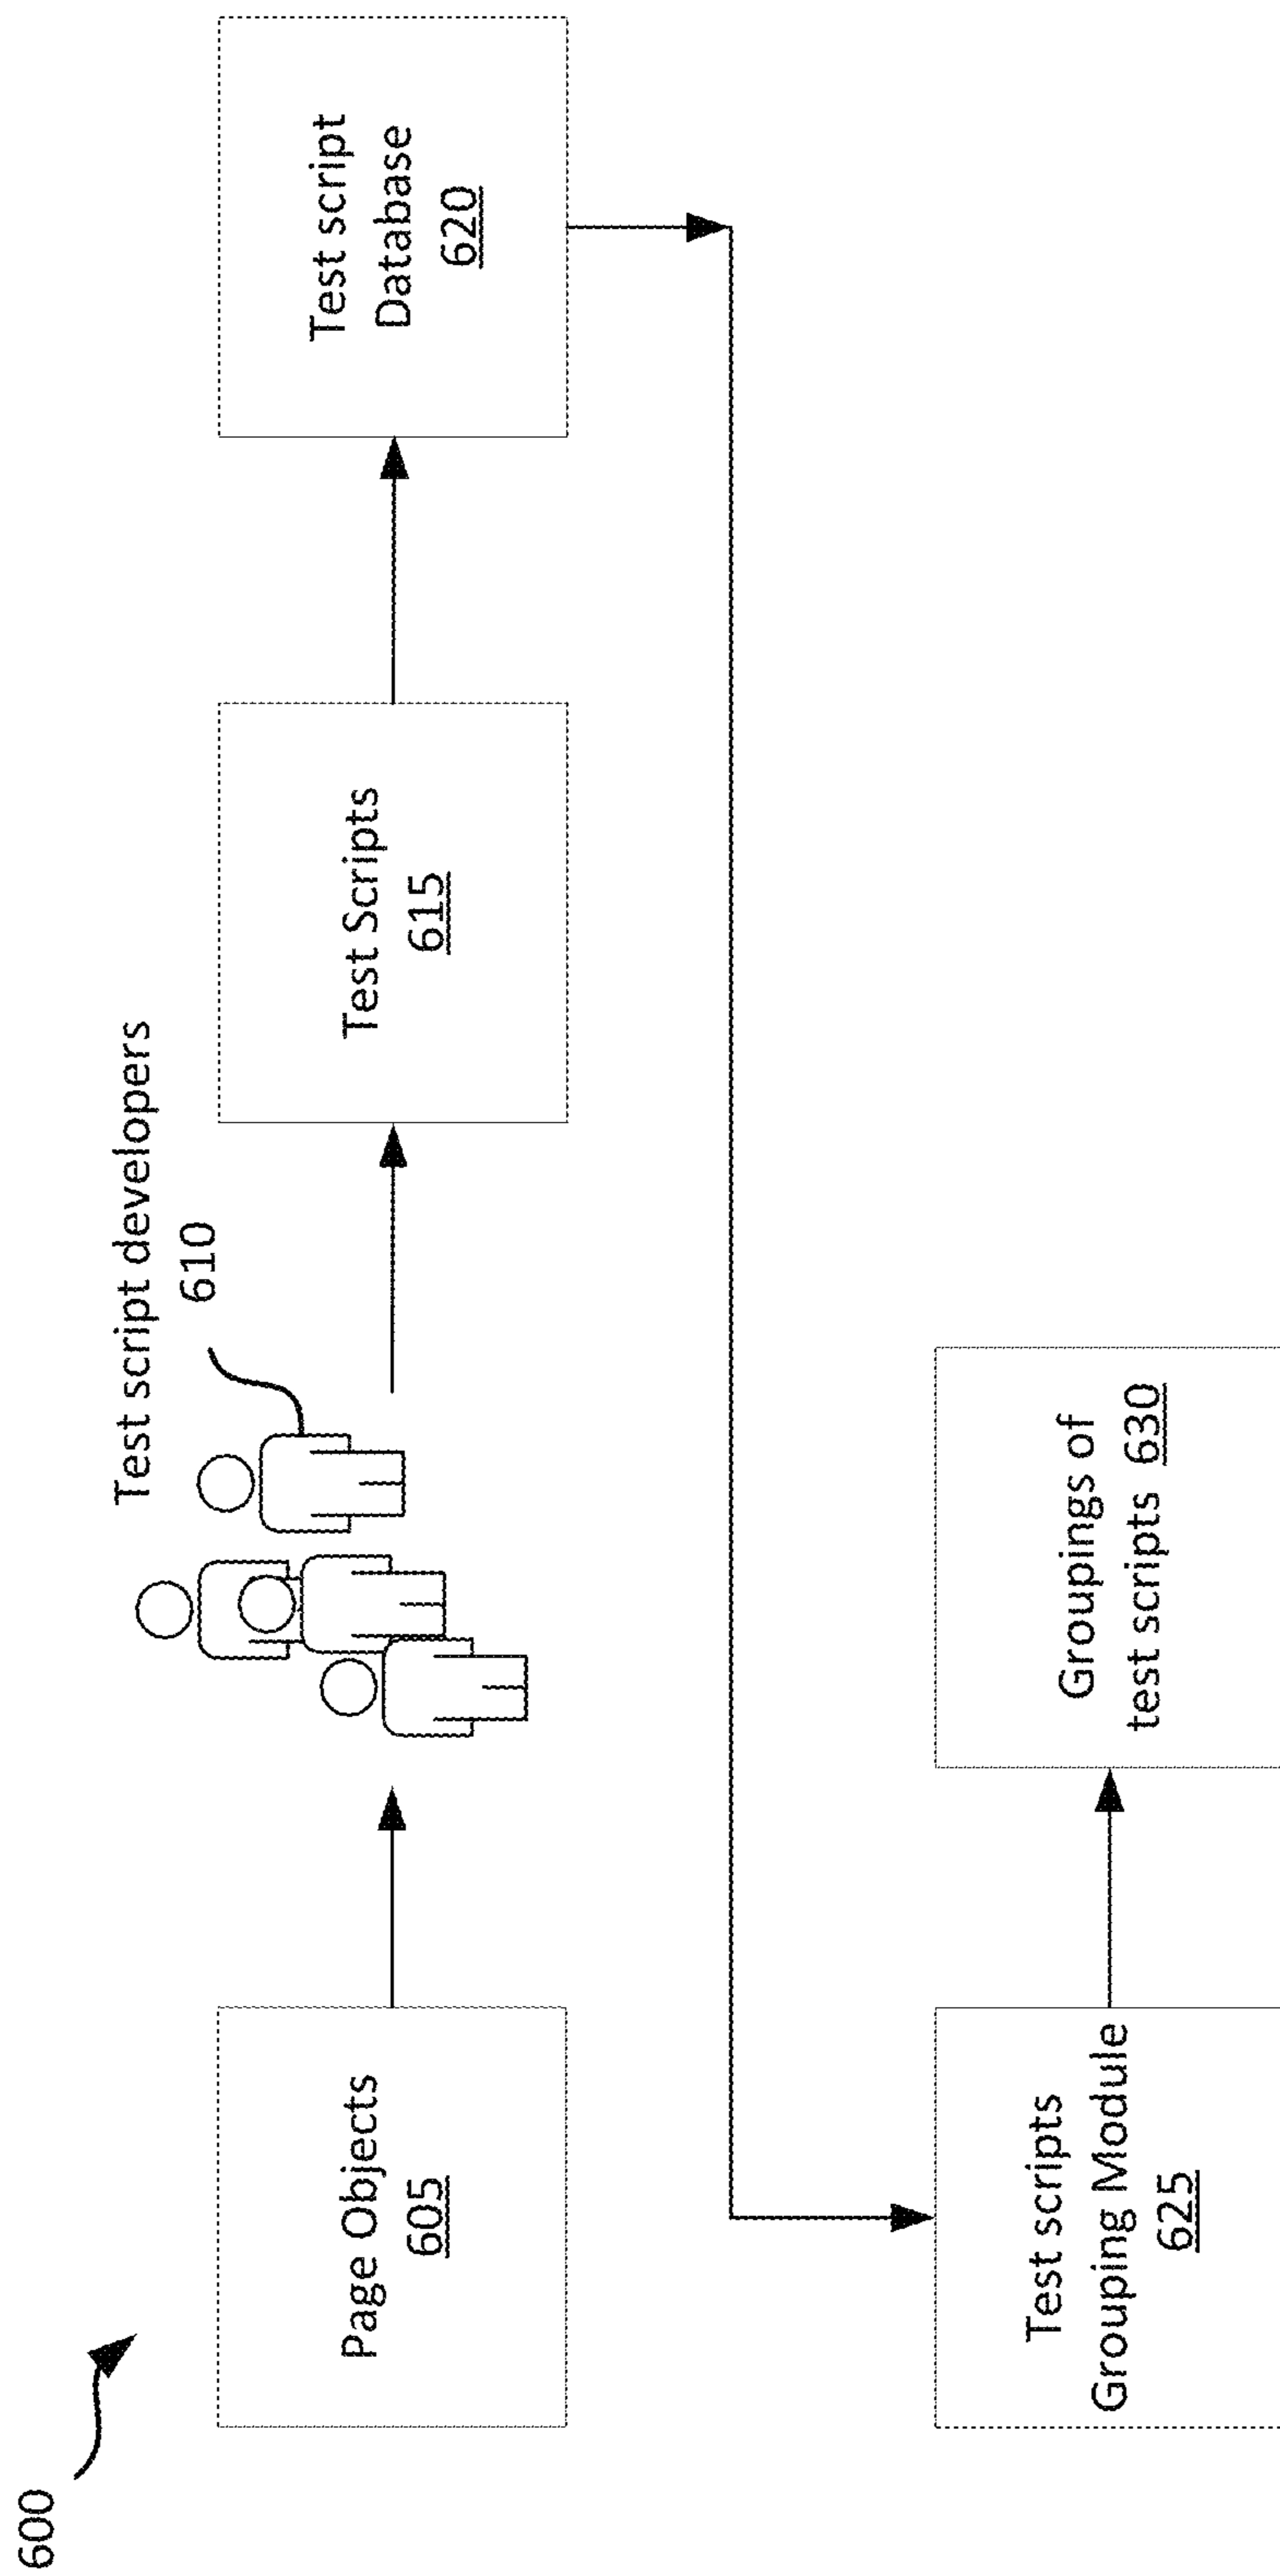 600
Test script developers
610
Page Objects
605
Test Scripts
615
Test script
Database
620
Test scripts
Grouping Module
625
Groupings of
test scripts 630